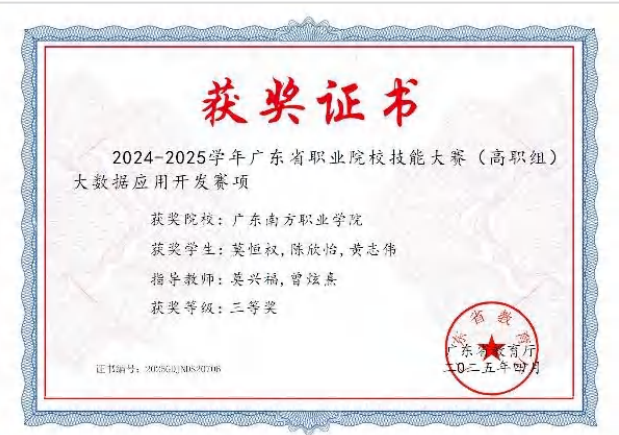 获奖证书
2024-2025学年广东省职业院校技能大赛（高职组）
大数据应用开发赛项
获奖院校：广东南方职业学院
获奖学生：莫恒权,陈欣怡,黄志伟
指导教师：莫兴福,曾炫熹
获奖等级：三等奖
广东省教育厅
二〇二五年四月
证书编号：